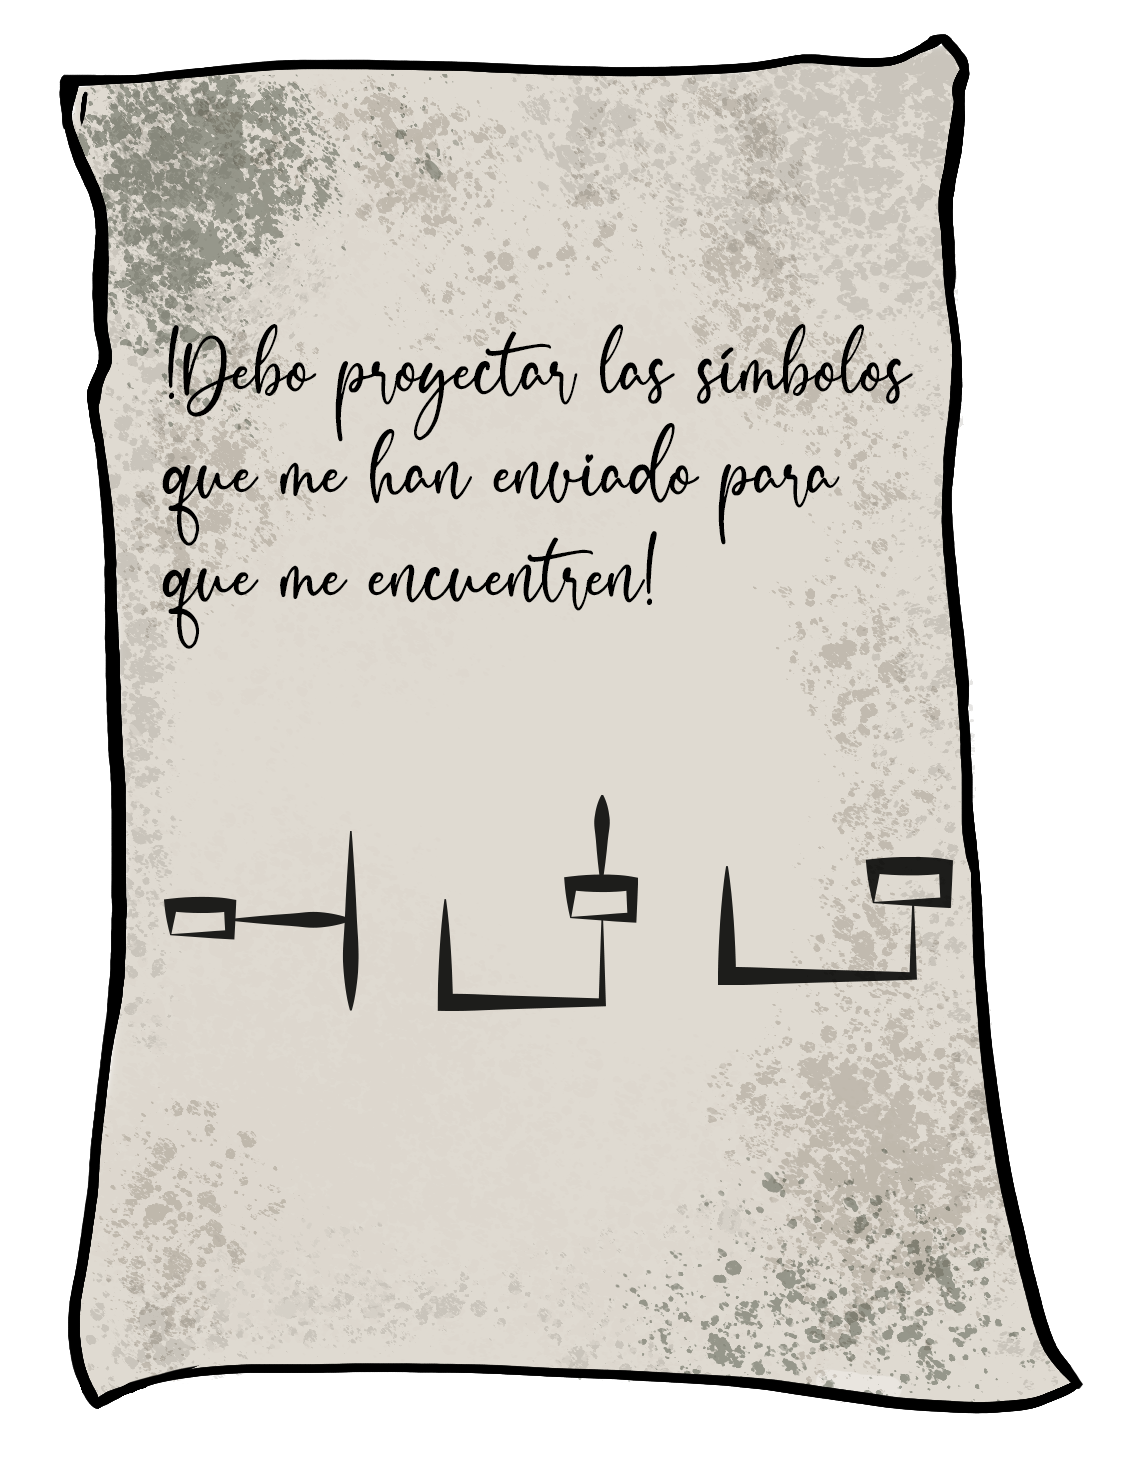 !Debo proyectar las símbolos
que me han enviado para
que me encuentren!